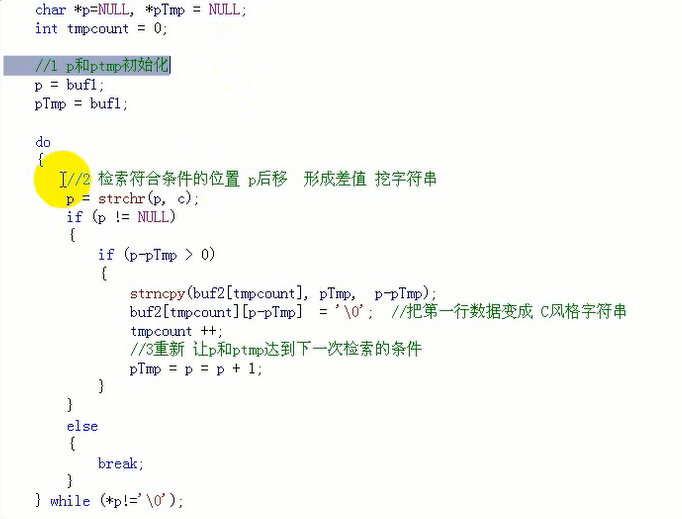 char *p=NULL, *pTmp = NULL;
int tmpcount = 0;
//1 p和ptmp初始化
p = buf1;
pTmp = buf1;
do
{
//2 检索符合条件的位置 p后移  形成差值 挖字符串
p = strchr(p, c);
if (p != NULL)
{
if (p-pTmp > 0)
{
strncpy(buf2[tmpcount], pTmp,  p-pTmp);
buf2[tmpcount][p-pTmp]  = '\0';  //把第一行数据变成 C风格字符串
tmpcount ++;
//3重新 让p和ptmp达到下一次检索的条件
pTmp = p = p + 1;
}
}
else
{
break;
}
} while (*p!='\0');